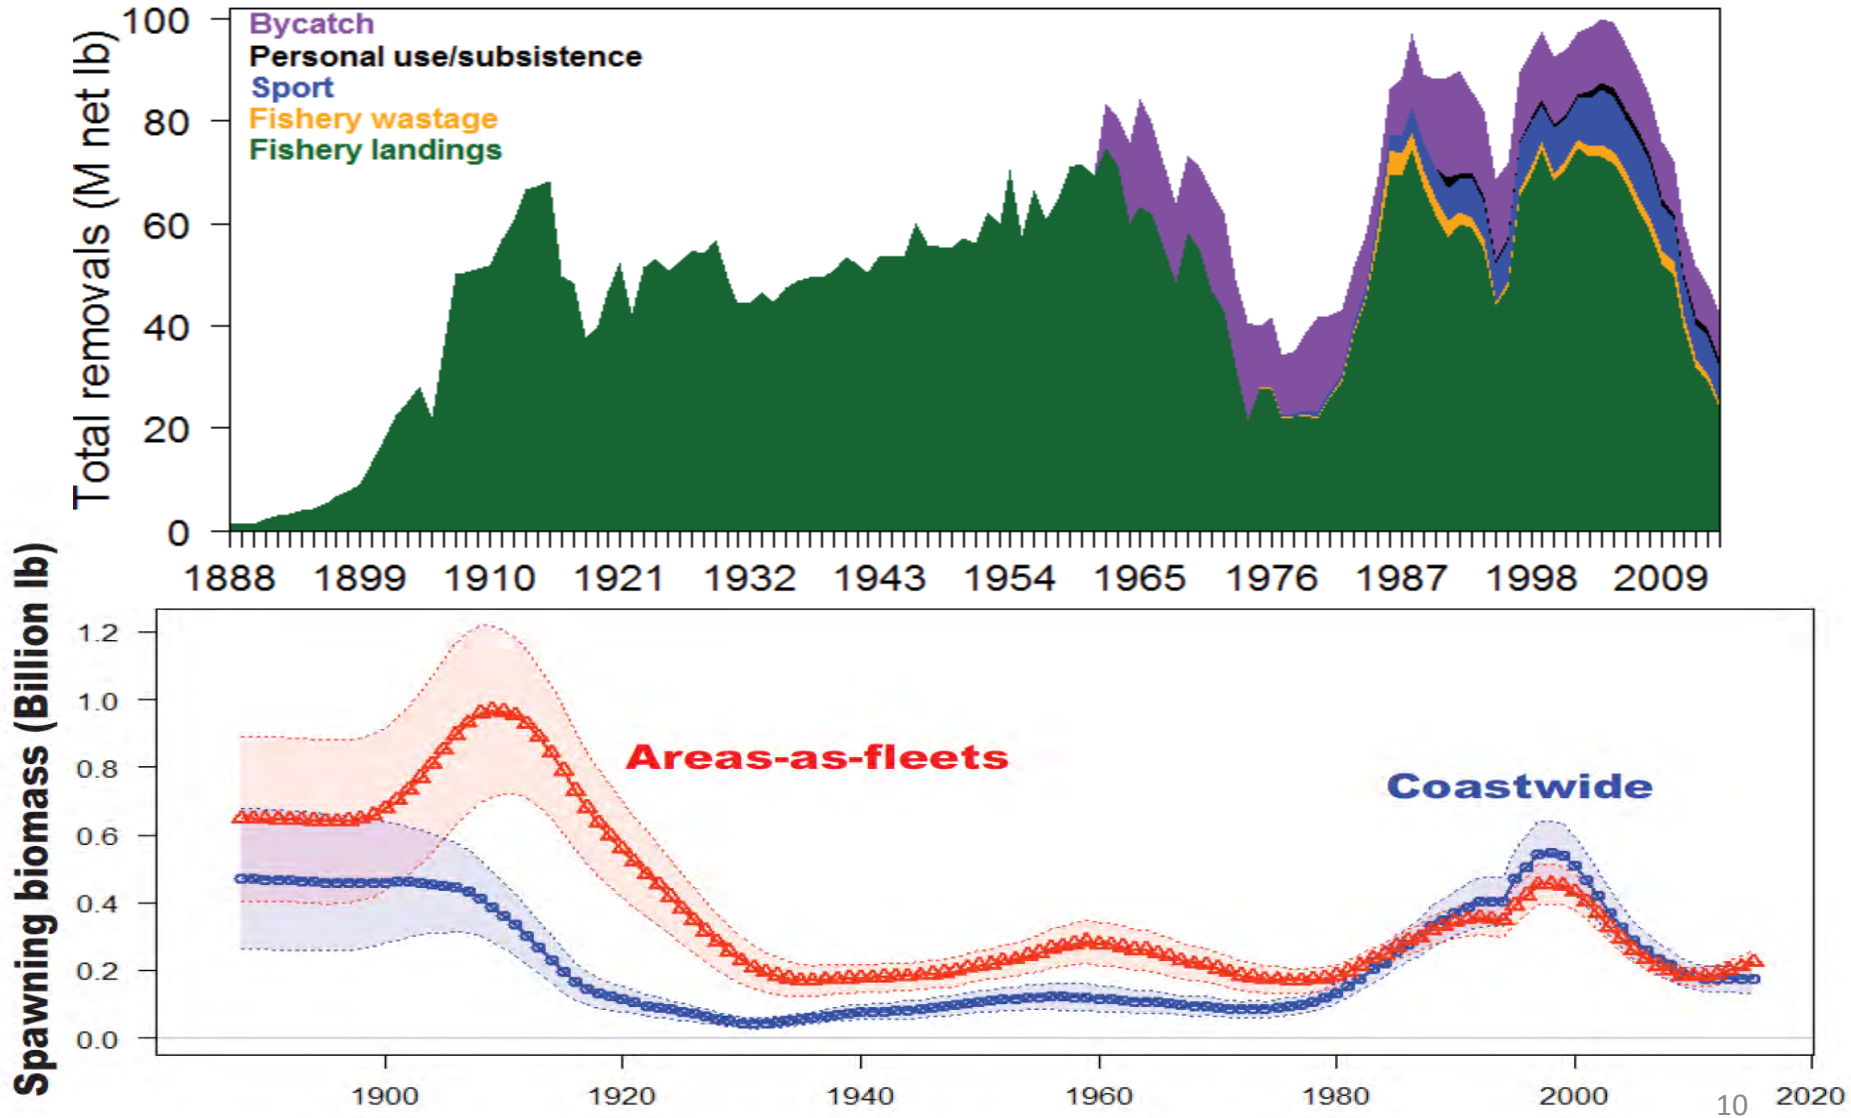 Total removals (M net lb)
100
80
60
40
20
0
Bycatch
Personal use/subsistence
Sport
Fishery wastage
Fishery landings
1888 1899 1910 1921 1932 1943 1954 1965 1976 1987 1998 2009
Spawning biomass (Billion lb)
1.2
1.0
0.8
0.6
0.4
0.2
0.0
Areas-as-fleets
Coastwide
1900 1920 1940 1960 1980 2000 2020
10